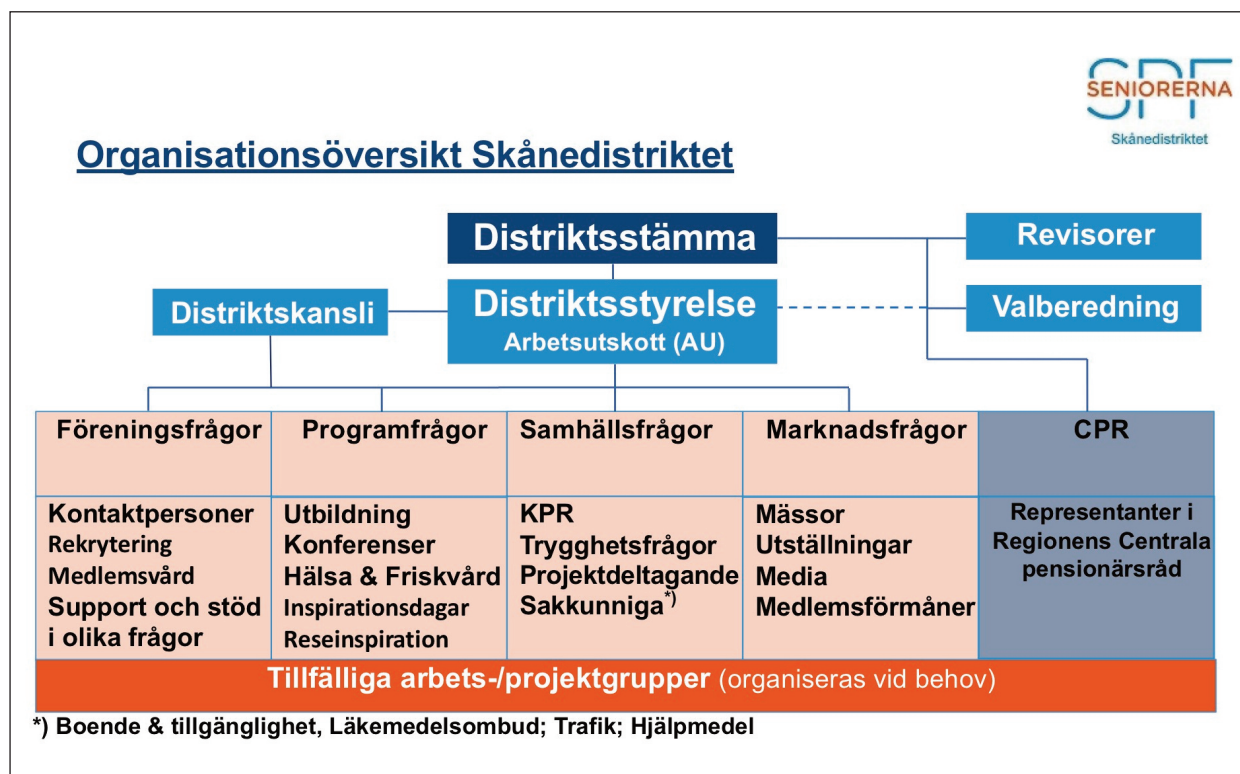 SPF
SENIORERNA
Skånedistriktet
Organisationsöversikt Skånedistriktet
Distriktsstämma
Revisorer
Distriktskansli
Distriktsstyrelse
Arbetsutskott (AU)
Valberedning
Föreningsfrågor
Programfrågor
Samhällsfrågor
Marknadsfrågor
CPR
Kontaktpersoner
Rekrytering
Medlemsvård
Support och stöd
i olika frågor
Utbildning
Konferenser
Hälsa & Friskvård
Inspirationsdagar
Reseinspiration
KPR
Trygghetsfrågor
Projektdeltagande
Sakkunniga*)
Mässor
Utställningar
Media
Medlemsförmåner
Representanter i
Regionens Centrala
pensionärsråd
Tillfälliga arbets-/projektgrupper (organiseras vid behov)
*) Boende & tillgänglighet, Läkemedelsombud; Trafik; Hjälpmedel